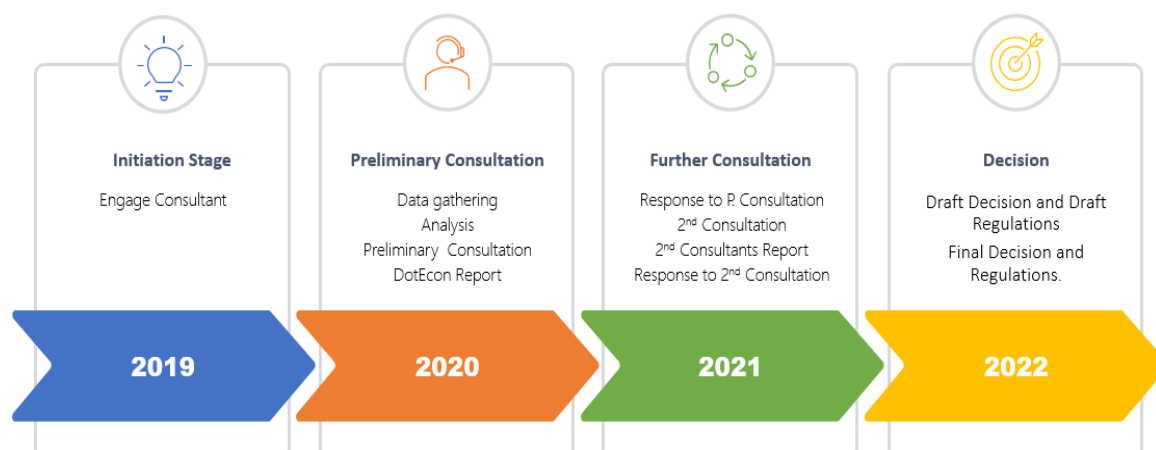 Initiation Stage
Engage Consultant
2019
Preliminary Consultation
Data gathering
Analysis
Preliminary Consultation
DotEcon Report
2020
Further Consultation
Response to P. Consultation
2nd Consultation
2nd Consultants Report
Response to 2nd Consultation
2021
Decision
Draft Decision and Draft
Regulations
Final Decision and
Regulations.
2022